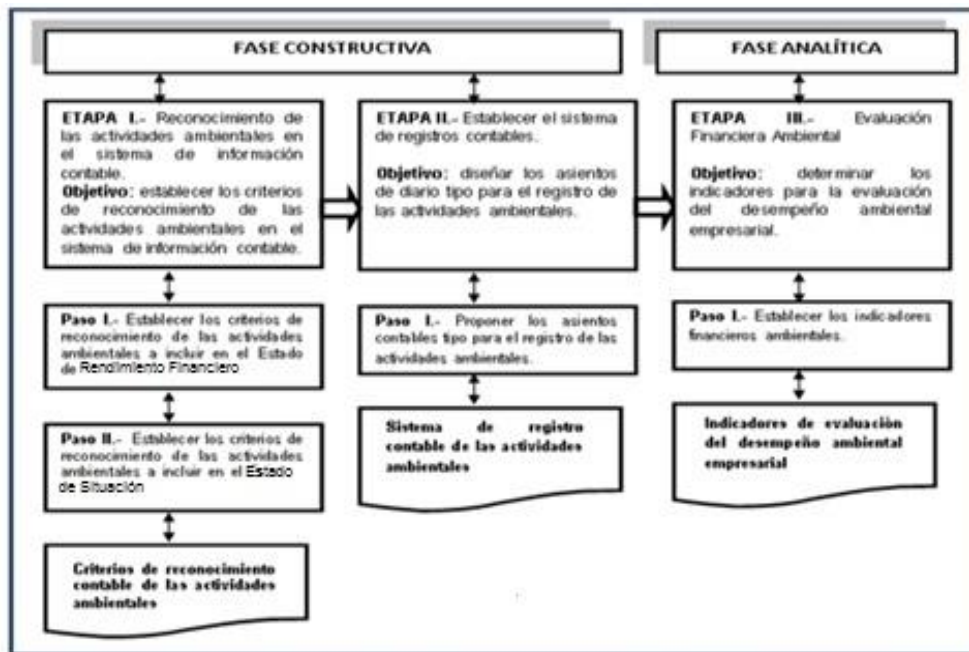 FASE CONSTRUCTIVA
FASE ANALÍTICA
ETAPA I.- Reconocimiento de
las actividades ambientales en
el sistema de información
contable.
Objetivo: establecer los criterios
de reconocimiento de las
actividades ambientales en el
sistema de información contable.
ETAPA II.- Establecer el sistema
de registros contables.
Objetivo: diseñar los asientos
de diario tipo para el registro de
las actividades ambientales.
ETAPA III.- Evaluación
Financiera Ambiental
Objetivo: determinar los
indicadores para la evaluación
del desempeño ambiental
empresarial.
Paso I.- Establecer los criterios de
reconocimiento de las actividades
ambientales a incluir en el Estado
de Rendimiento Financiero
Paso I.- Proponer los asientos
contables tipo para el registro de las
actividades ambientales.
Paso I.- Establecer los indicadores
financieros ambientales.
Paso II.- Establecer los criterios de
reconocimiento de las actividades
ambientales a incluir en el Estado
de Situación
Sistema de registro
contable de las actividades
ambientales
Indicadores de evaluación
del desempeño ambiental
empresarial
Criterios de reconocimiento
contable de las actividades
ambientales